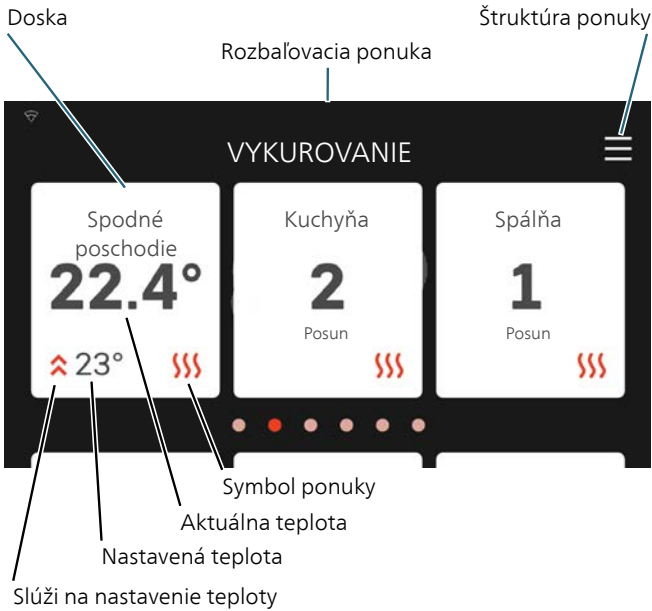 Doska
Štruktúra ponuky
Rozbaľovacia ponuka
VYKUROVANIE
Spodné
poschodie
22.4°
23°
Kuchyňa
2
Posun
Spálňa
1
Posun
Symbol ponuky
Aktuálna teplota
Nastavená teplota
Slúži na nastavenie teploty